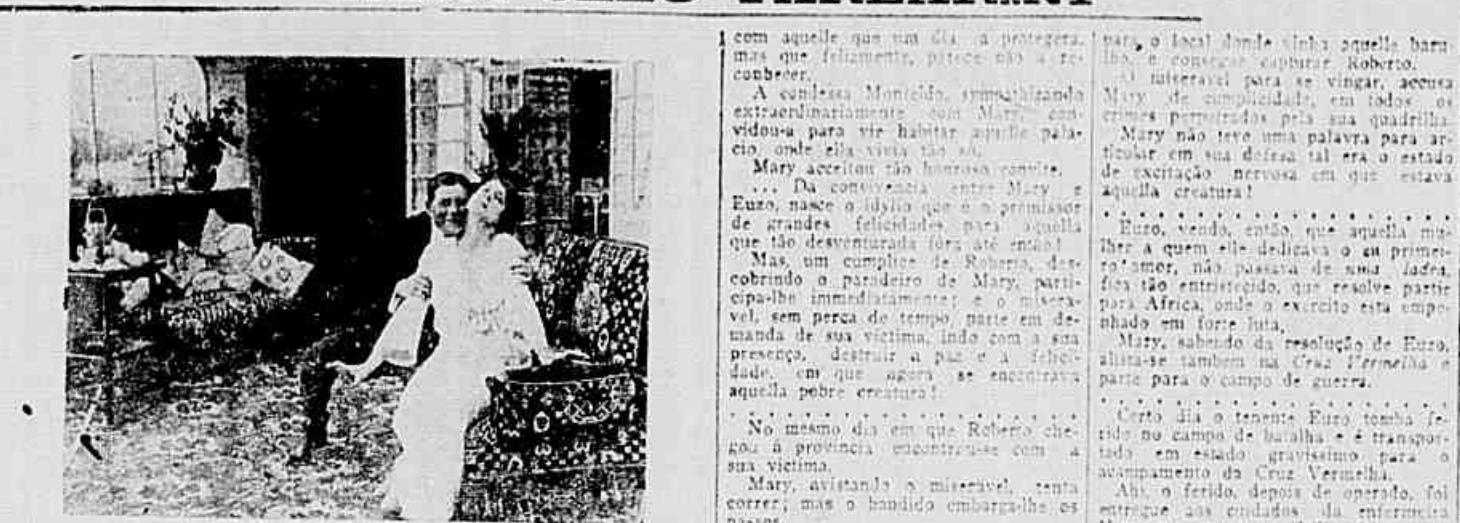 com aquelle que um dia a protegera,
mas que felizmente, parece não a re-
conhecer.
A condessa Monteido, sympathizando
extraordinariamente com Mary, con-
vidou-a para vir habitar aquelle pala-
cio, onde ella vivia tão só.
Mary acceitou tão honroso convite.
... Da convivencia entre Mary e
Euzo, nasce o idylio que é o premissor
de grandes felicidades para aquella
que tão desventurada fôra até então!
Mas, um cumplice de Roberto, des-
cobrindo o paradeiro de Mary, parti-
cipa-lhe immediatamente; e o misera-
vel, sem perca de tempo, parte em de-
manda de sua victima, indo com a sua
presença, destruir a paz e a felici-
dade, em que agora se encontrava
aquella pobre creatura!
No mesmo dia em que Roberto che-
gou á provincia encontrou-se com a
sua victima.
Mary, avistando o miseravel, tenta
correr; mas o bandido embarga-lhe os
passos
para o local donde vinha aquelle baru-
lho, e consegue capturar Roberto.
O miseravel para se vingar, accusa
Mary de cumplicidade, em todos os
crimes perpetrados pela sua quadrilha.
Mary não teve uma palavra para ar-
ticular em sua defesa tal era o estado
de excitação nervosa em que estava
aquella creatura!
Euzo, vendo, então, que aquella mu-
lher a quem elle dedicava o eu primei-
ro amor, não passava de uma ladra,
fica tão entristecido, que resolve partir
para Africa, onde o exercito está empe-
nhado em forte luta.
Mary, sabendo da resolução de Euzo,
alista-se tambem na Cruz Vermelha e
parte para o campo de guerra.
Certo dia o tenente Euzo tomba fe-
rido no campo de batalha e é transpor-
tado em estado gravissimo para o
acampamento da Cruz Vermelha.
Ahi, o ferido, depois de operado, foi
entregue aos cuidados da enfermeira